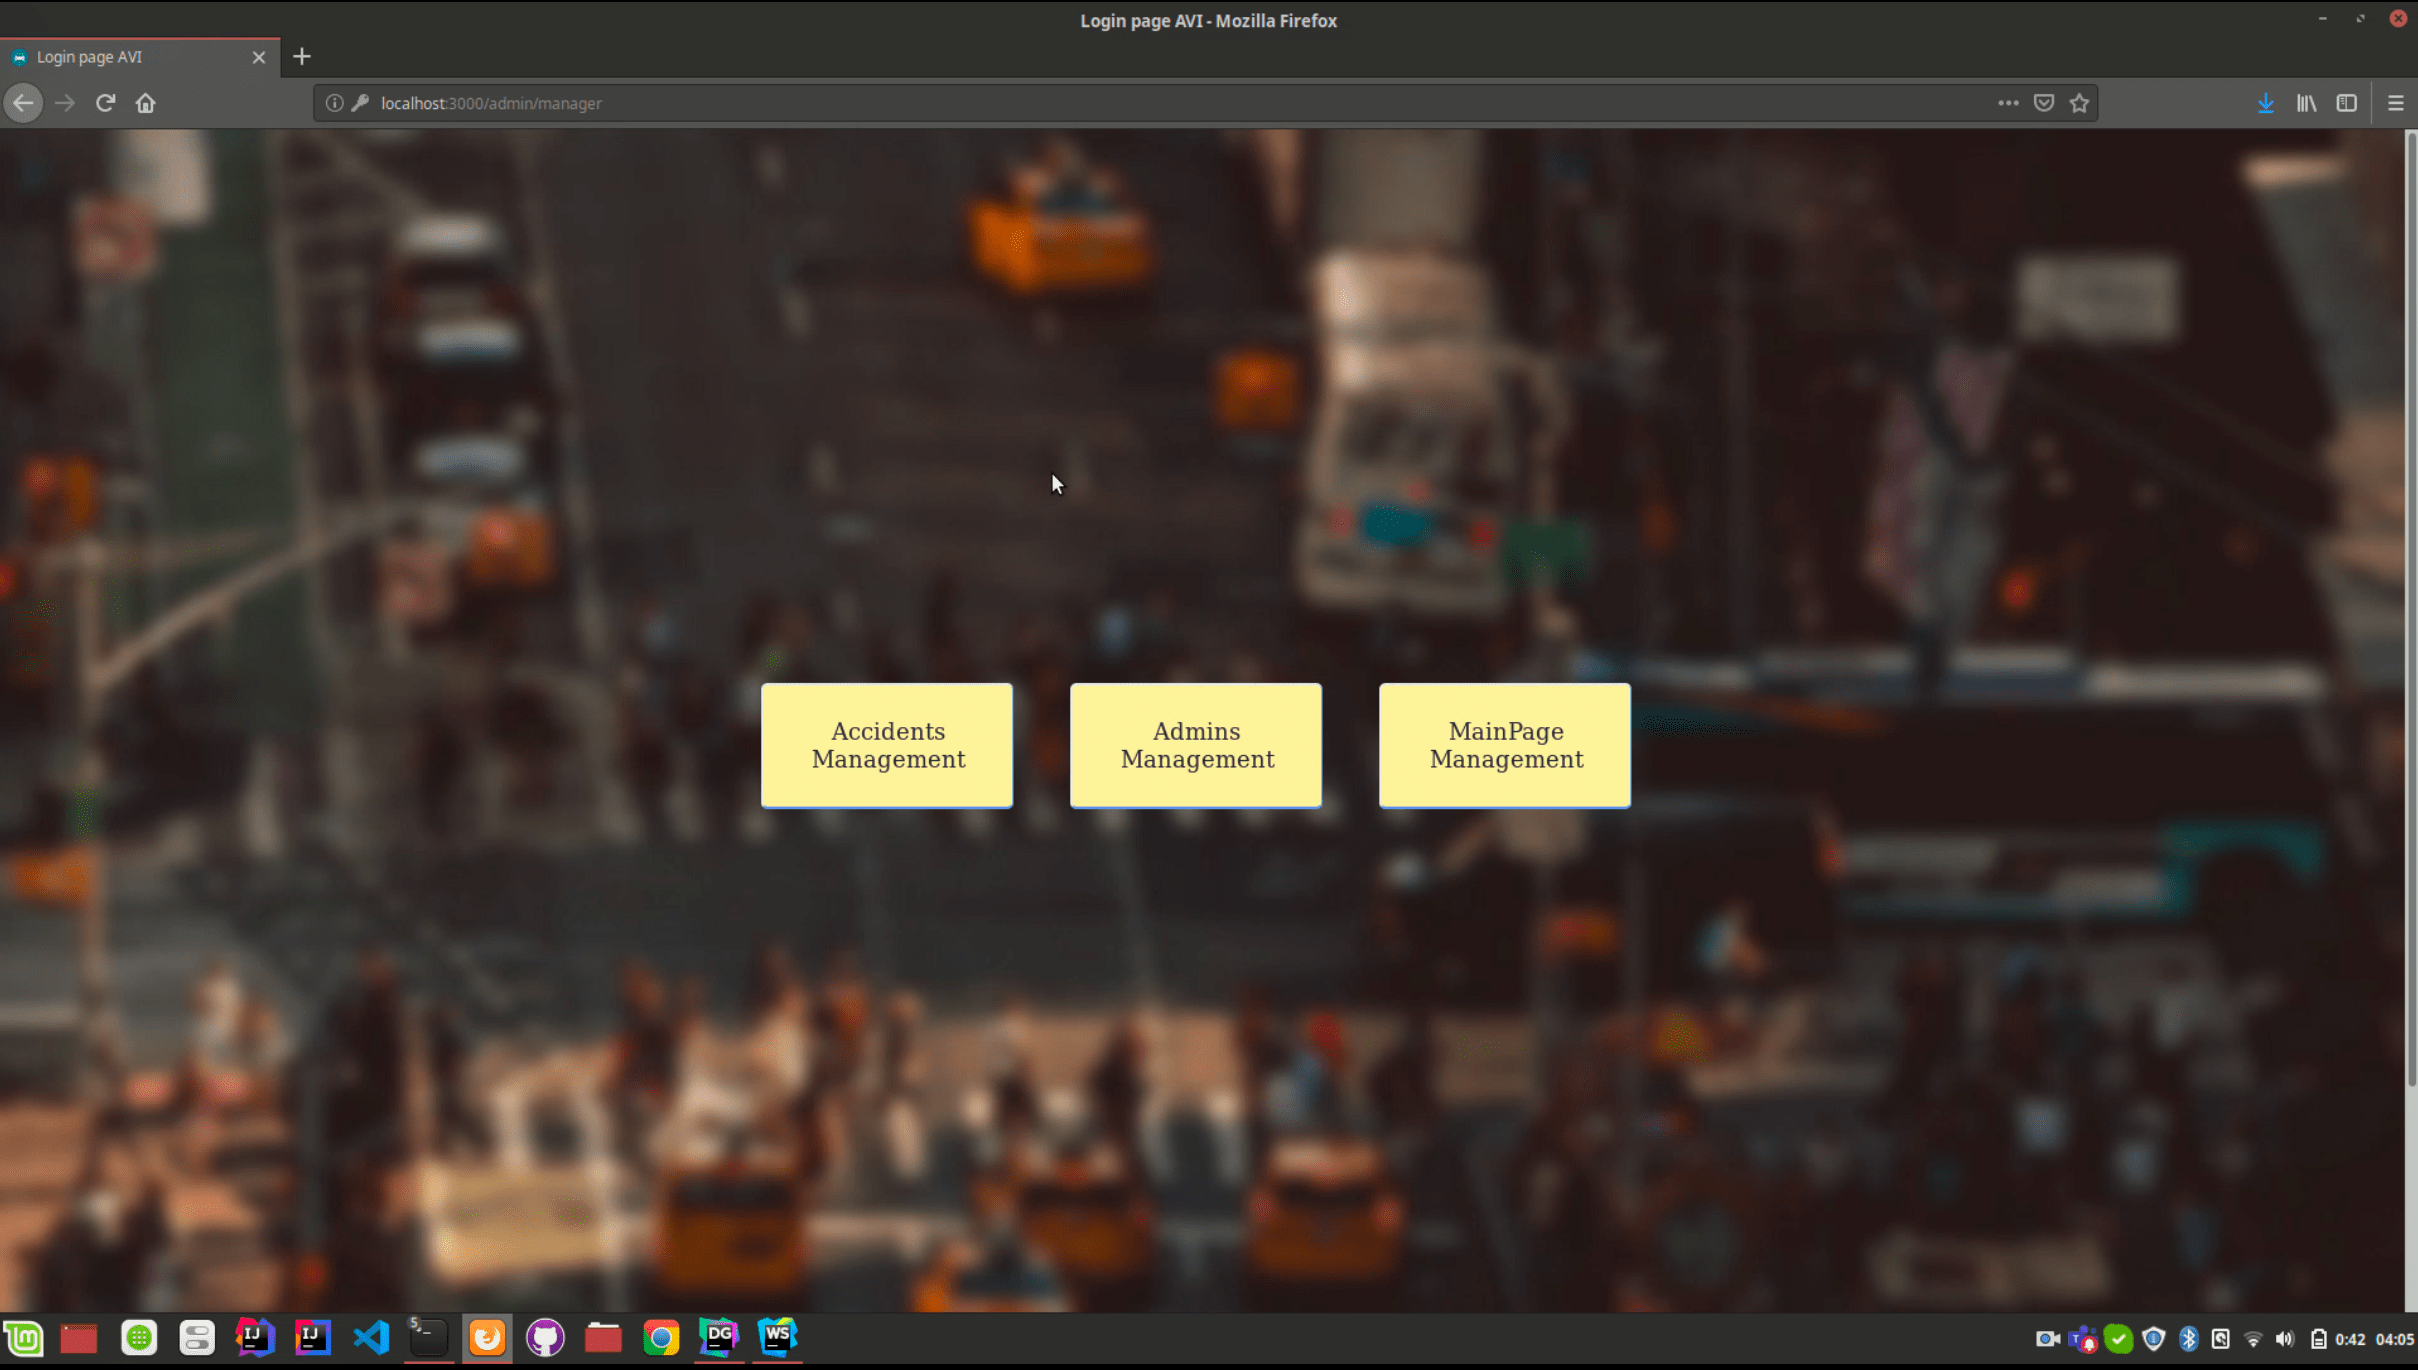 Login page AVI - Mozilla Firefox
Login page AVI
localhost:3000/admin/manager
Accidents
Management
Admins
Management
MainPage
Management
IJ
IJ
5
DG
WS
T
0:42
04:05